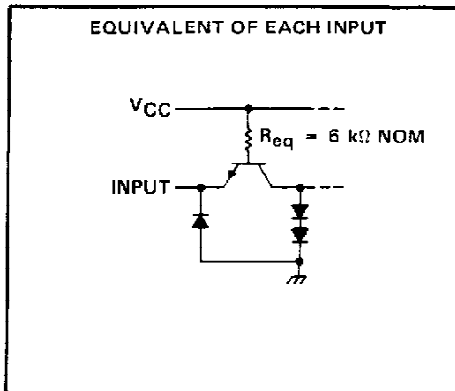 EQUIVALENT OF EACH INPUT
VCC
Req = 6 kΩ NOM
INPUT